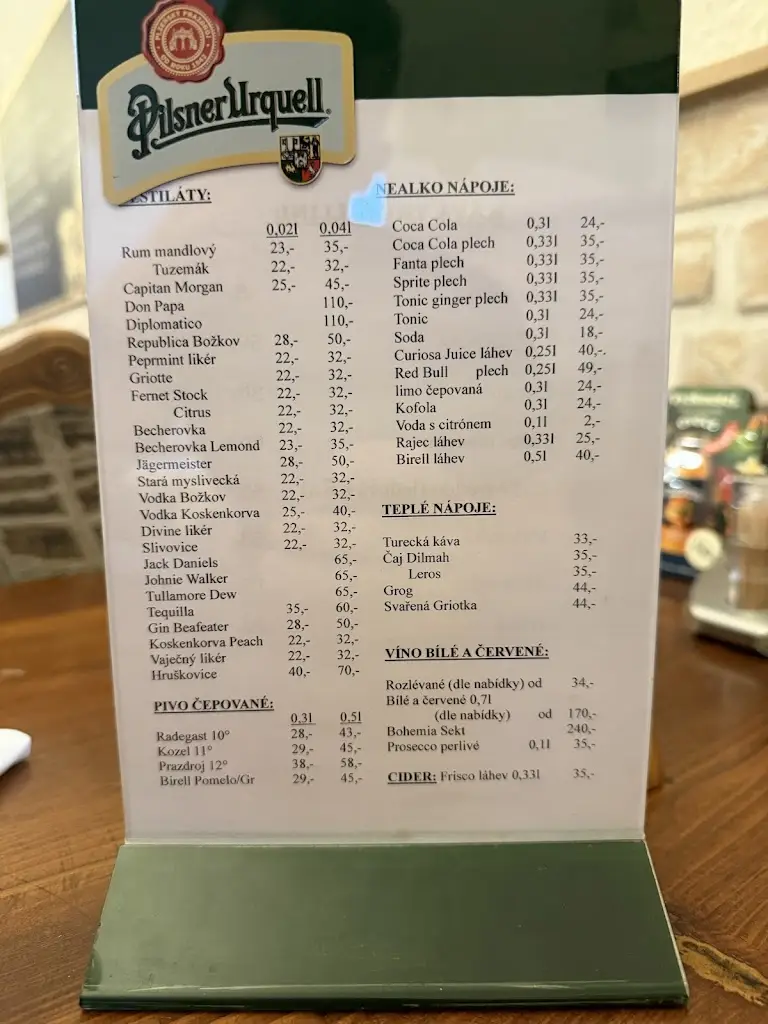 PLZEŇSKÝ PRAZDROJ
OD ROKU 1842
Pilsner Urquell
ESTILÁTY:
0,02l 0,04l
Rum mandlový 23,- 35,-
Tuzemák 22,- 32,-
Capitan Morgan 25,- 45,-
Don Papa 110,-
Diplomatico 110,-
Republica Božkov 28,- 50,-
Peprmint likér 22,- 32,-
Griotte 22,- 32,-
Fernet Stock 22,- 32,-
Citrus 22,- 32,-
Becherovka 22,- 32,-
Becherovka Lemond 23,- 35,-
Jägermeister 28,- 50,-
Stará myslivecká 22,- 32,-
Vodka Božkov 22,- 32,-
Vodka Koskenkorva 25,- 40,-
Divine likér 22,- 32,-
Slivovice 22,- 32,-
Jack Daniels 65,-
Johnie Walker 65,-
Tullamore Dew 65,-
Tequilla 35,- 60,-
Gin Beafeater 28,- 50,-
Koskenkorva Peach 22,- 32,-
Vaječný likér 22,- 32,-
Hruškovice 40,- 70,-
PIVO ČEPOVANÉ:
0,3l 0,5l
Radegast 10° 28,- 43,-
Kozel 11° 29,- 45,-
Prazdroj 12° 38,- 58,-
Birell Pomelo/Gr 29,- 45,-
NEALKO NÁPOJE:
Coca Cola 0,3l 24,-
Coca Cola plech 0,33l 35,-
Fanta plech 0,33l 35,-
Sprite plech 0,33l 35,-
Tonic ginger plech 0,33l 35,-
Tonic 0,3l 24,-
Soda 0,3l 18,-
Curiosa Juice láhev 0,25l 40,-.
Red Bull plech 0,25l 49,-
limo čepovaná 0,3l 24,-
Kofola 0,3l 24,-
Voda s citrónem 0,1l 2,-
Rajec láhev 0,33l 25,-
Birell láhev 0,5l 40,-
TEPLÉ NÁPOJE:
Turecká káva 33,-
Čaj Dilmah 35,-
Leros 35,-
Grog 44,-
Svařená Griotka 44,-
VÍNO BÍLÉ A ČERVENÉ:
Rozlévané (dle nabídky) od 34,-
Bílé a červené 0,7l
(dle nabídky) od 170,-
Bohemia Sekt 240,-
Prosecco perlivé 0,1l 35,-
CIDER: Frisco láhev 0,33l 35,-